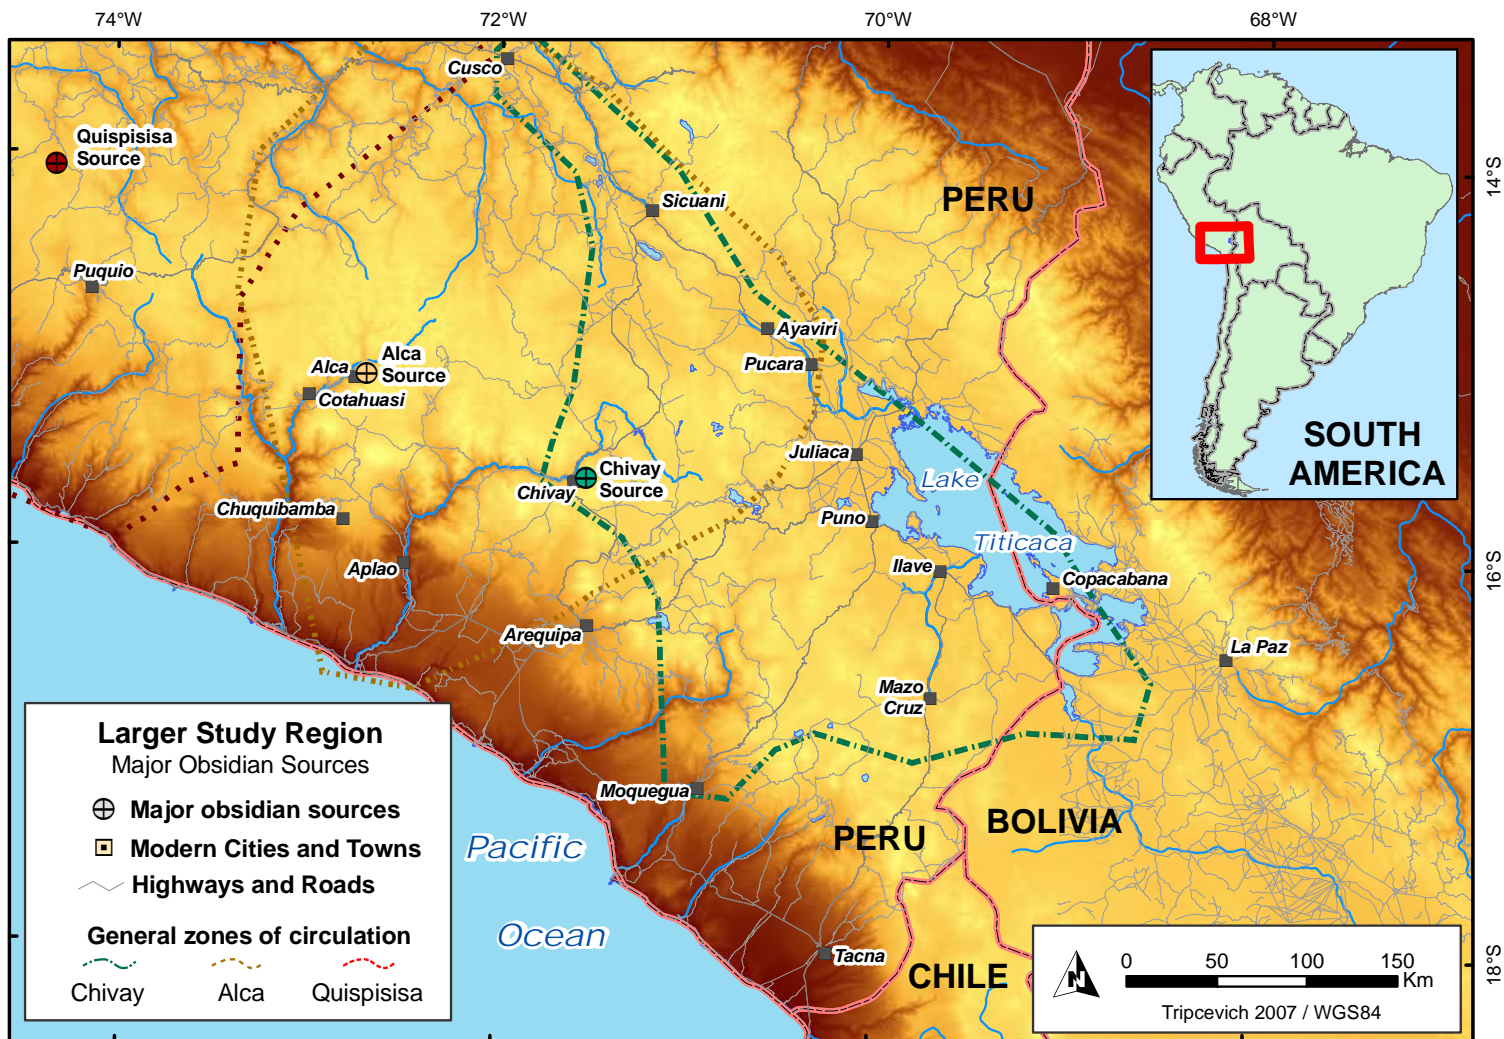 74°W
72°W
70°W
68°W
Cusco
Quispisisa
Source
14°S
PERU
Sicuani
Puquio
Ayaviri
Alca
Alca
Source
Pucara
Cotahuasi
SOUTH
AMERICA
Juliaca
Chivay
Source
Chivay
Lake
Chuquibamba
Puno
Titicaca
Aplao
Ilave
Copacabana
16°S
Arequipa
La Paz
Mazo
Cruz
Larger Study Region
Major Obsidian Sources
Major obsidian sources
Modern Cities and Towns
Highways and Roads
General zones of circulation
Chivay
Alca
Quispisisa
Moquegua
PERU
BOLIVIA
Pacific
Ocean
Tacna
CHILE
18°S
N
0
50
100
150
Km
Tripcevich 2007 / WGS84